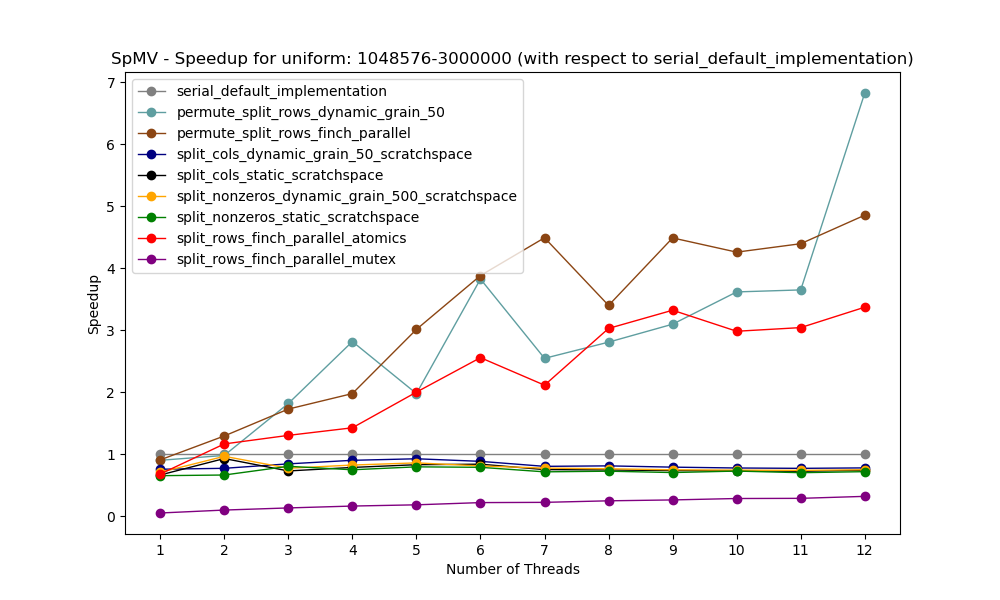 SpMV - Speedup for uniform: 1048576-3000000 (with respect to serial_default_implementation)
7
6
5
4
3
2
1
0
Speedup
serial_default_implementation
permute_split_rows_dynamic_grain_50
permute_split_rows_finch_parallel
split_cols_dynamic_grain_50_scratchspace
split_cols_static_scratchspace
split_nonzeros_dynamic_grain_500_scratchspace
split_nonzeros_static_scratchspace
split_rows_finch_parallel_atomics
split_rows_finch_parallel_mutex
1 2 3 4 5 6 7 8 9 10 11 12
Number of Threads